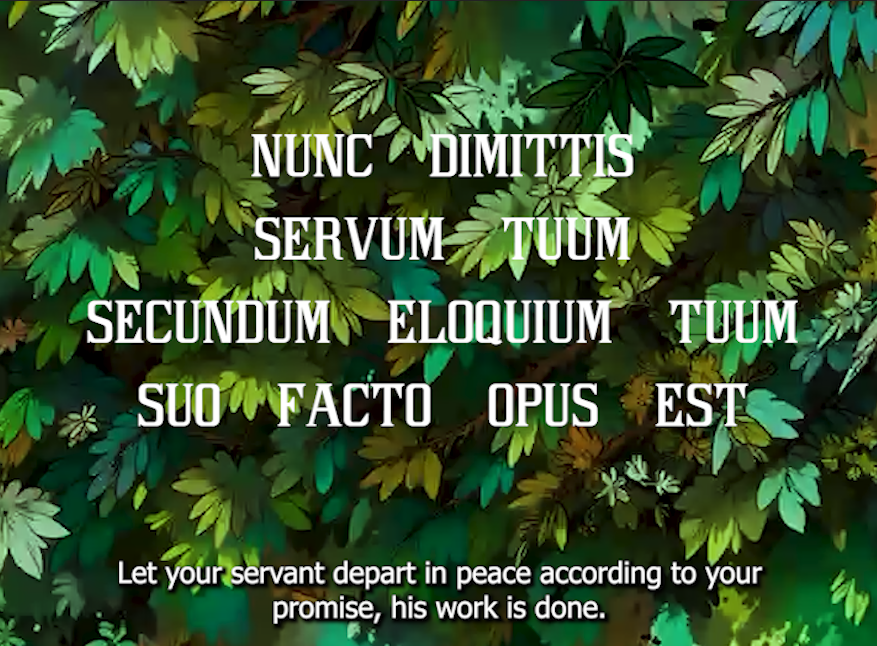 NUNC DIMITTIS
SERVUM TUUM
SECUNDUM ELOQUIUM TUUM
SUO FACTO OPUS EST
Let your servant depart in peace according to your
promise, his work is done.